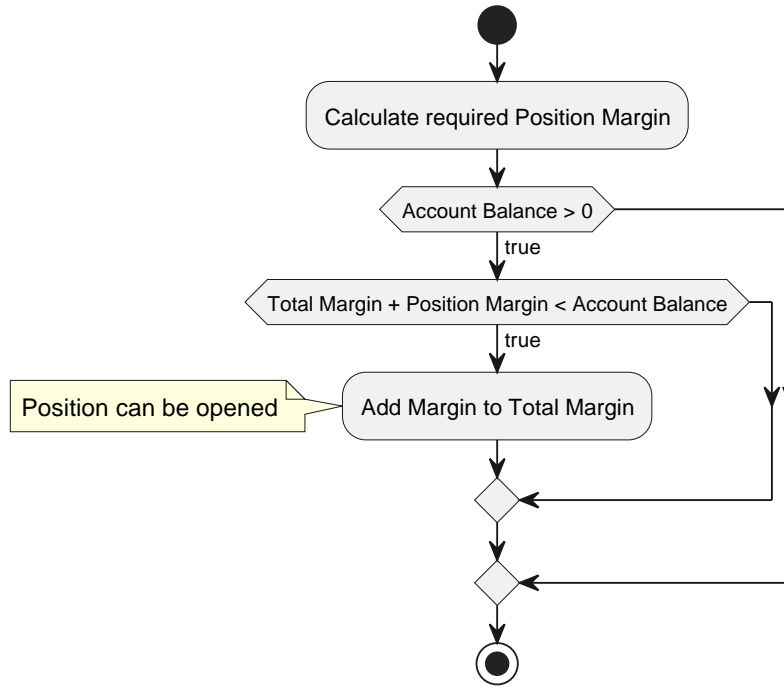 Calculate required Position Margin
Account Balance > 0
true
Total Margin + Position Margin < Account Balance
true
Position can be opened
Add Margin to Total Margin